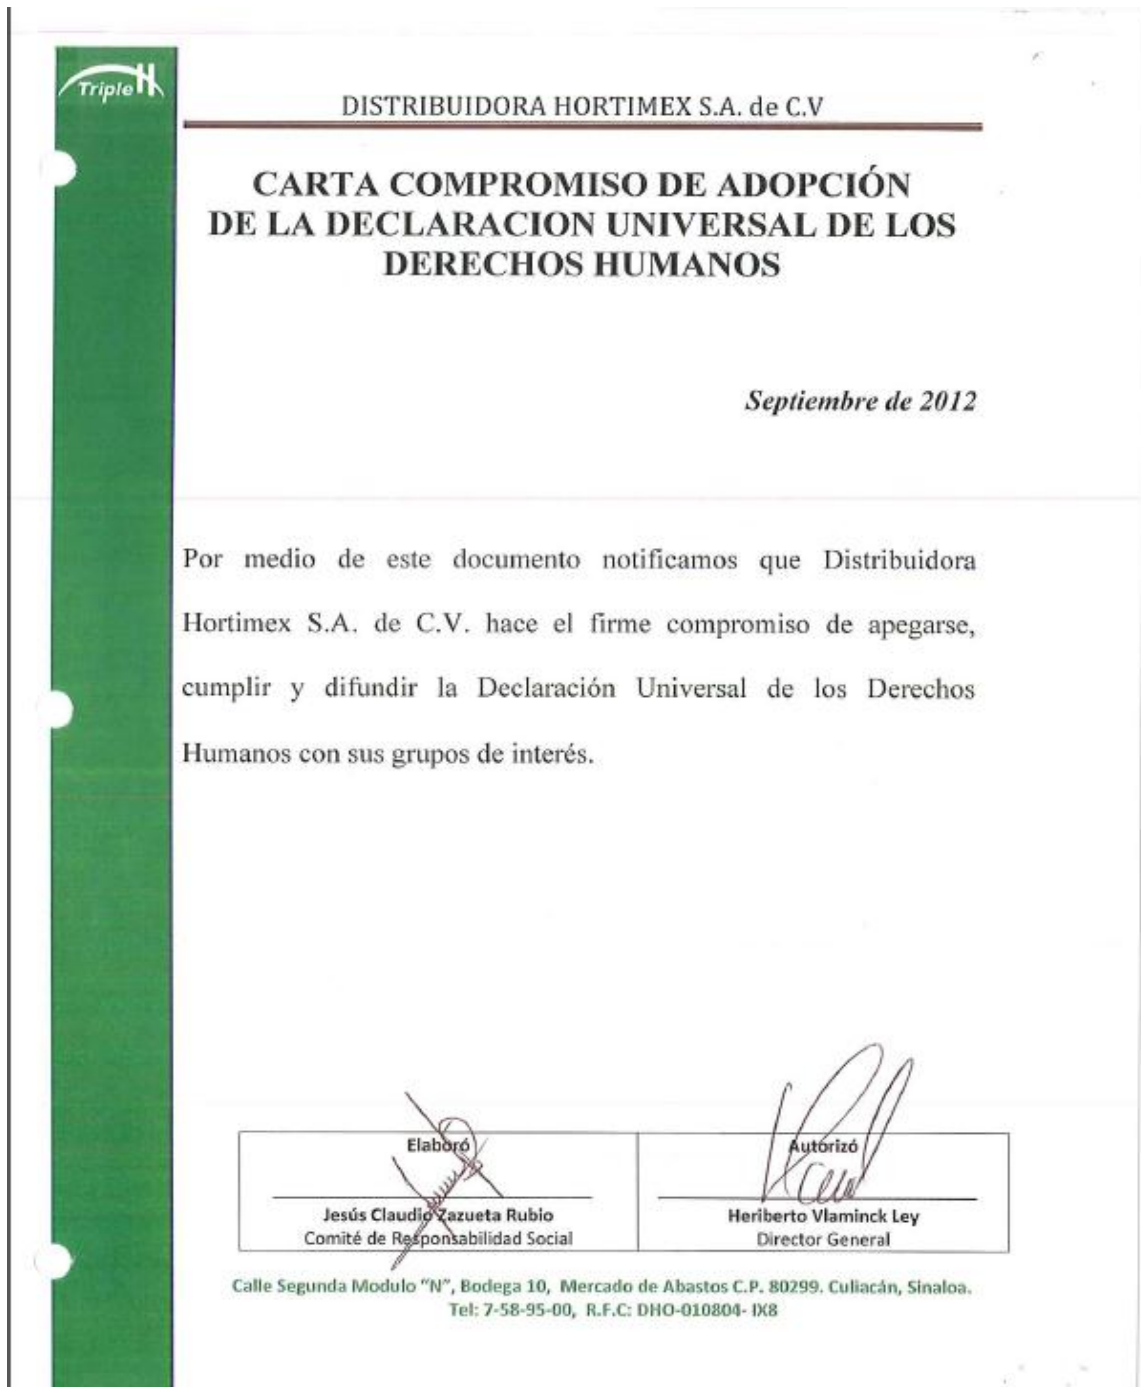 Triple H
DISTRIBUIDORA HORTIMEX S.A. de C.V
CARTA COMPROMISO DE ADOPCIÓN
DE LA DECLARACION UNIVERSAL DE LOS
DERECHOS HUMANOS
Septiembre de 2012
Por medio de este documento notificamos que Distribuidora
Hortimex S.A. de C.V. hace el firme compromiso de apegarse,
cumplir y difundir la Declaración Universal de los Derechos
Humanos con sus grupos de interés.
Elaboró
Jesús Claudio Zazueta Rubio
Comité de Responsabilidad Social
Autorizó
Heriberto Vlaminck Ley
Director General
Calle Segunda Modulo "N", Bodega 10, Mercado de Abastos C.P. 80299. Culiacán, Sinaloa.
Tel: 7-58-95-00, R.F.C: DHO-010804- IX8